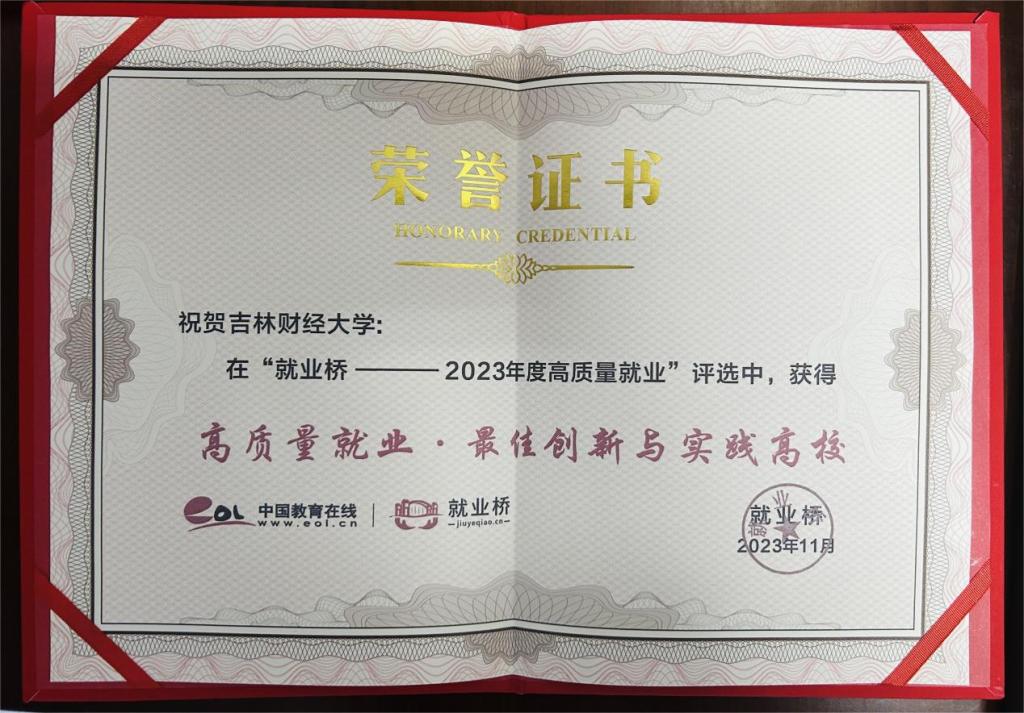 荣誉证书
HONORARY CREDENTIAL
祝贺吉林财经大学:
在“就业桥———2023年度高质量就业”评选中，获得
高质量就业·最佳创新与实践高校
eol 中国教育在线 www.eol.cn
就业桥 jiuyeqiao.cn
就业桥
2023年11月